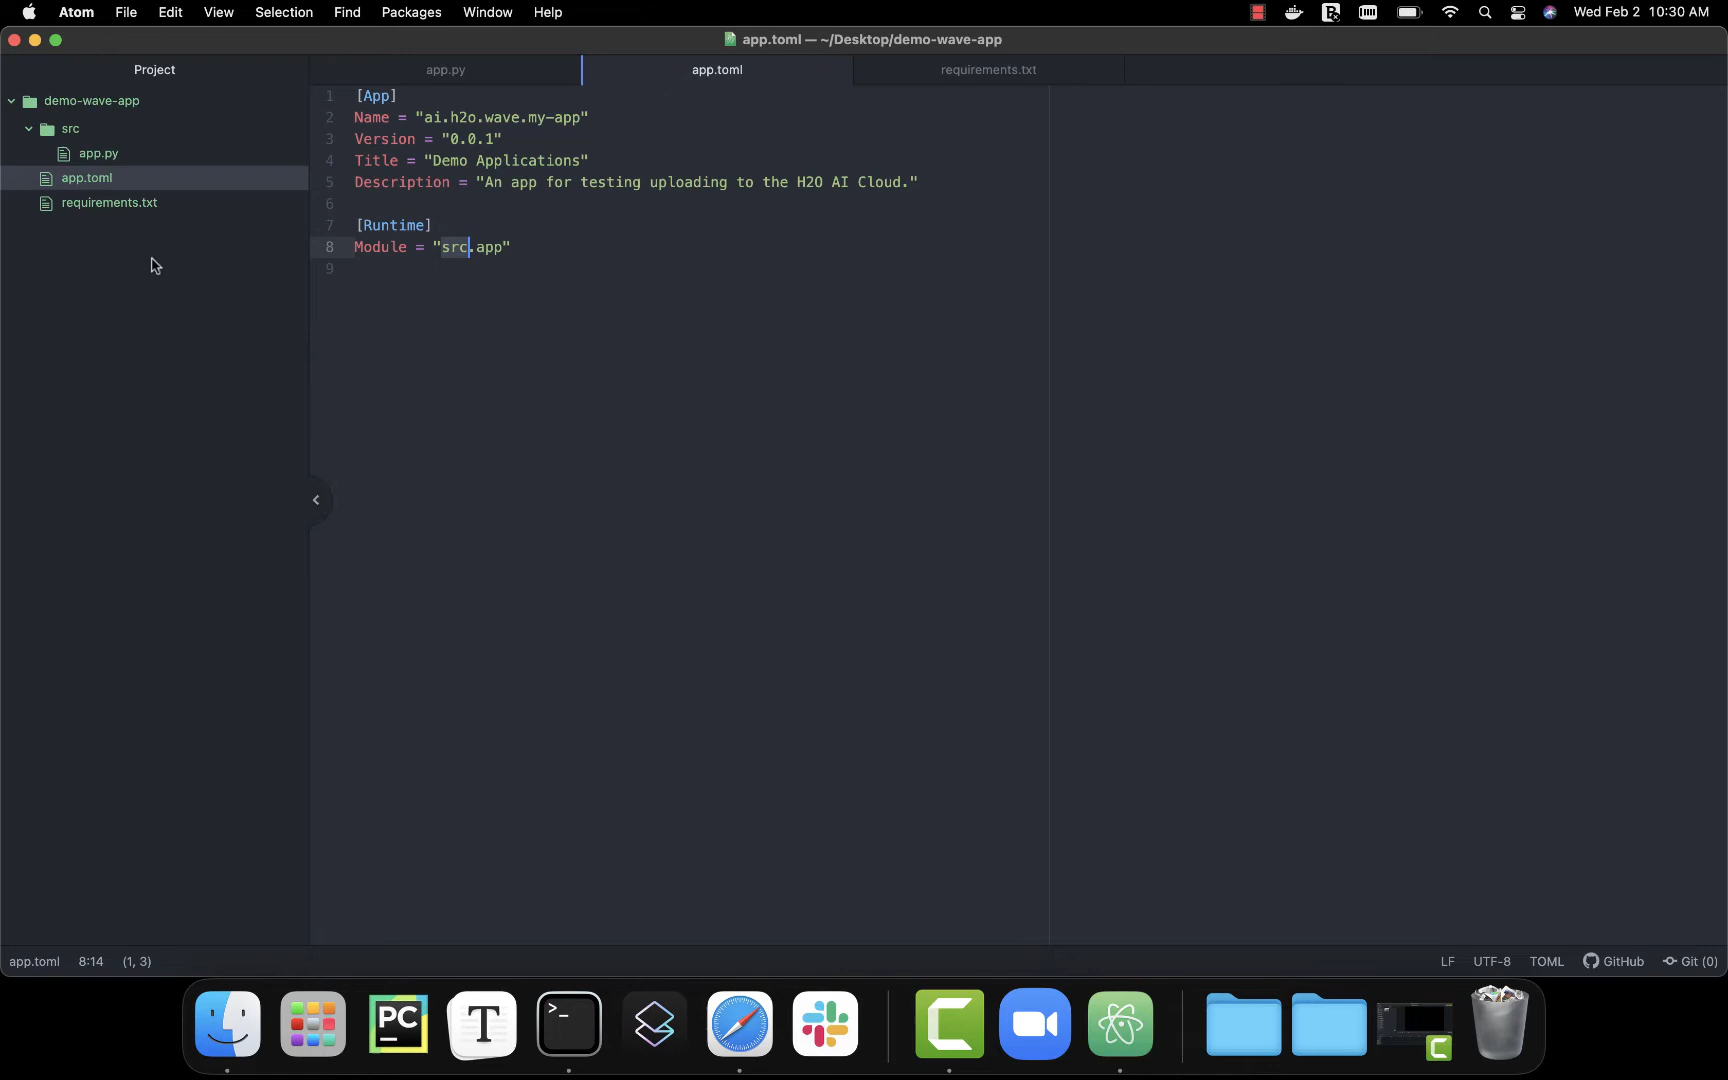 Atom File Edit View Selection Find Packages Window Help Wed Feb 2 10:30 AM
app.toml — ~/Desktop/demo-wave-app
Project
app.py app.toml requirements.txt
demo-wave-app
src
app.py
app.toml
requirements.txt
1 [App]
2 Name = "ai.h2o.wave.my-app"
3 Version = "0.0.1"
4 Title = "Demo Applications"
5 Description = "An app for testing uploading to the H2O AI Cloud."
6
7 [Runtime]
8 Module = "src.app"
9
app.toml 8:14 (1, 3) LF UTF-8 TOML GitHub Git (0)
PC
T
>_
C
C